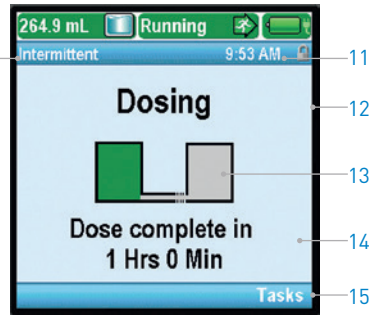 264.9 mL Running
Intermittent 9:53 AM 11
12
Dosing
13
Dose complete in
14
1 Hrs 0 Min
Tasks 15